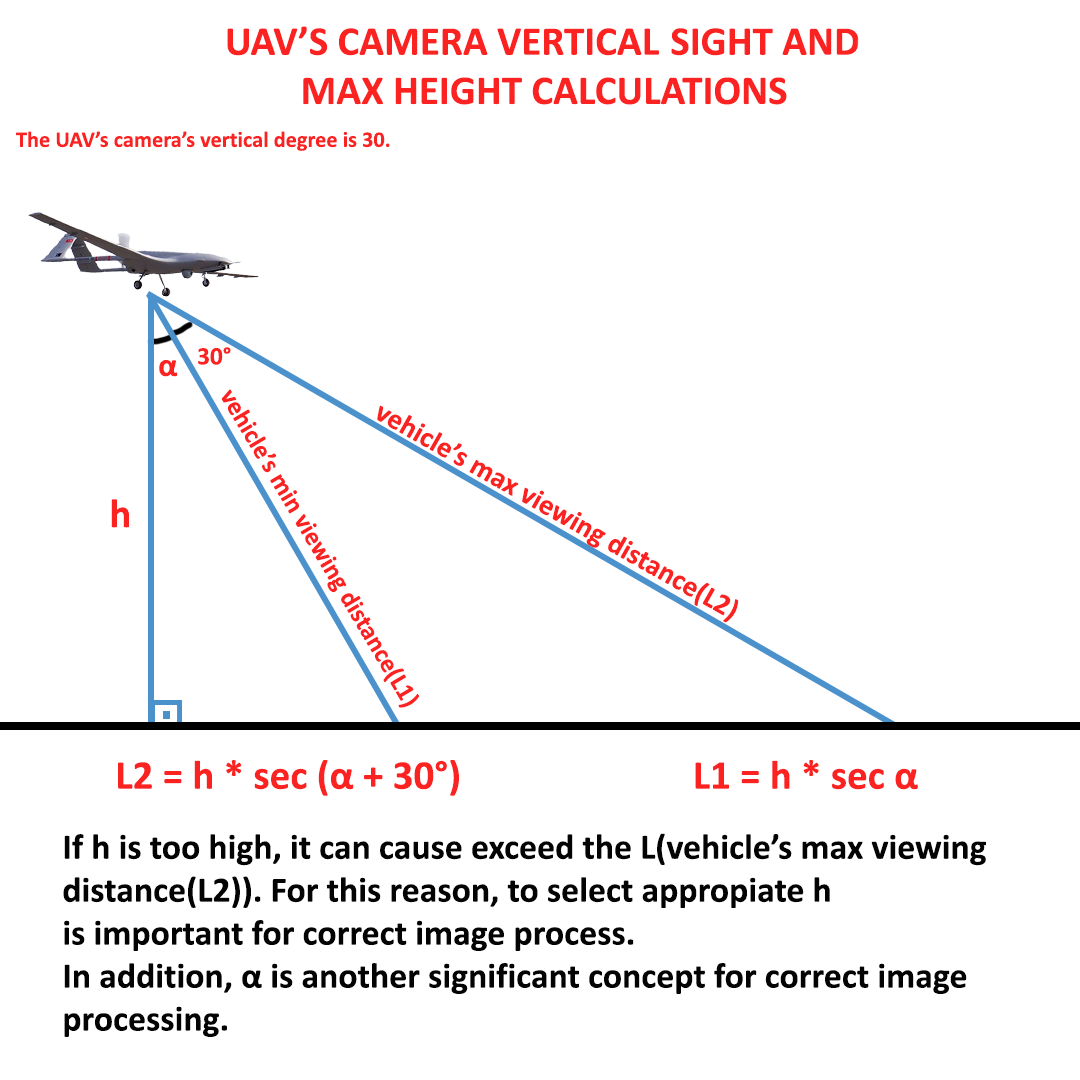 UAV’S CAMERA VERTICAL SIGHT AND
MAX HEIGHT CALCULATIONS
The UAV’s camera’s vertical degree is 30.
α
30°
vehicle’s min viewing distance(L1)
vehicle’s max viewing distance(L2)
h
L2 = h * sec (α + 30°)
L1 = h * sec α
If h is too high, it can cause exceed the L(vehicle’s max viewing
distance(L2)). For this reason, to select appropiate h
is important for correct image process.
In addition, α is another significant concept for correct image
processing.